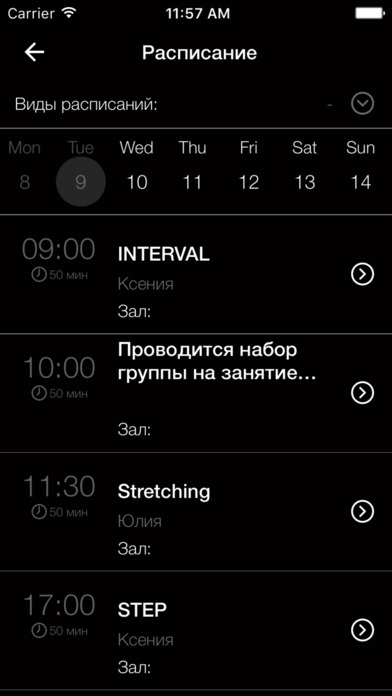 Carrier 11:57 AM
Расписание
Виды расписаний: -
Mon Tue Wed Thu Fri Sat Sun
8 9 10 11 12 13 14
09:00 INTERVAL
50 мин Ксения
Зал:
10:00 Проводится набор
группы на занятие...
50 мин
Зал:
11:30 Stretching
50 мин Юлия
Зал:
17:00 STEP
50 мин Ксения
Зал: